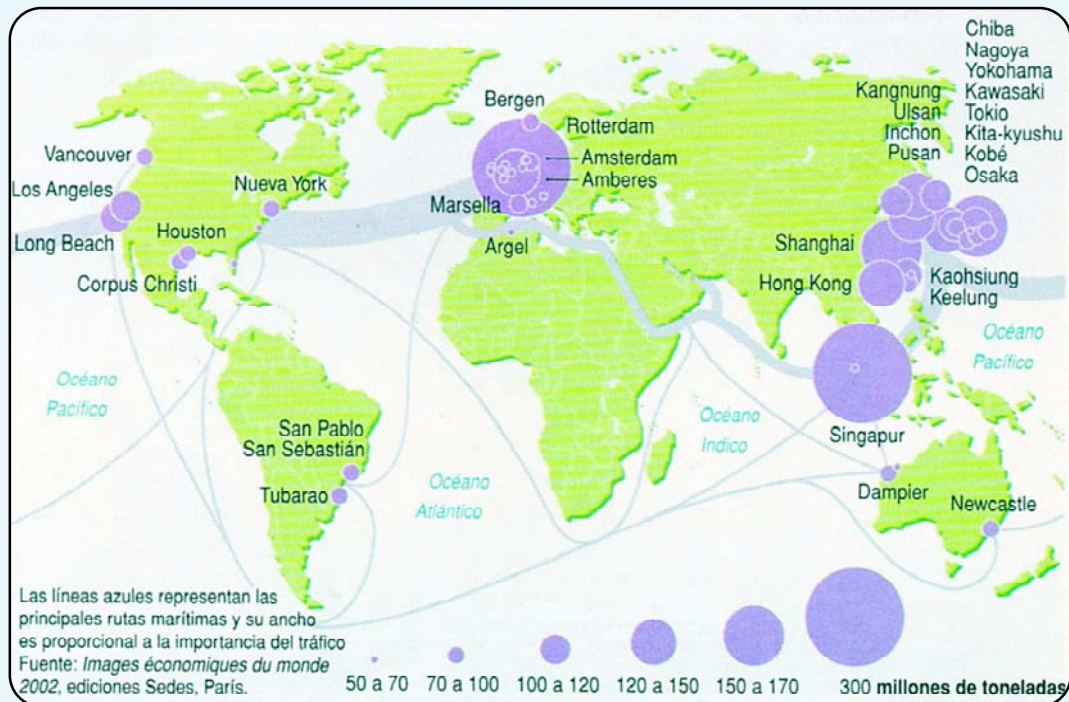 Chiba
Nagoya
Yokohama
Kangnung Kawasaki
Ulsan Tokio
Inchon Kita-kyushu
Pusan Kobé
Osaka
Bergen
Rotterdam
Amsterdam
Amberes
Marsella
Argel
Vancouver
Los Angeles
Long Beach
Nueva York
Houston
Corpus Christi
Shanghai
Hong Kong
Kaohsiung
Keelung
Océano
Pacífico
Océano
Pacífico
San Pablo
San Sebastián
Tubarao
Océano
Atlántico
Océano
Indico
Singapur
Dampier
Newcastle
Las líneas azules representan las
principales rutas marítimas y su ancho
es proporcional a la importancia del tráfico
Fuente: Images économiques du monde
2002, ediciones Sedes, París.
50 a 70 70 a 100 100 a 120 120 a 150 150 a 170 300 millones de toneladas